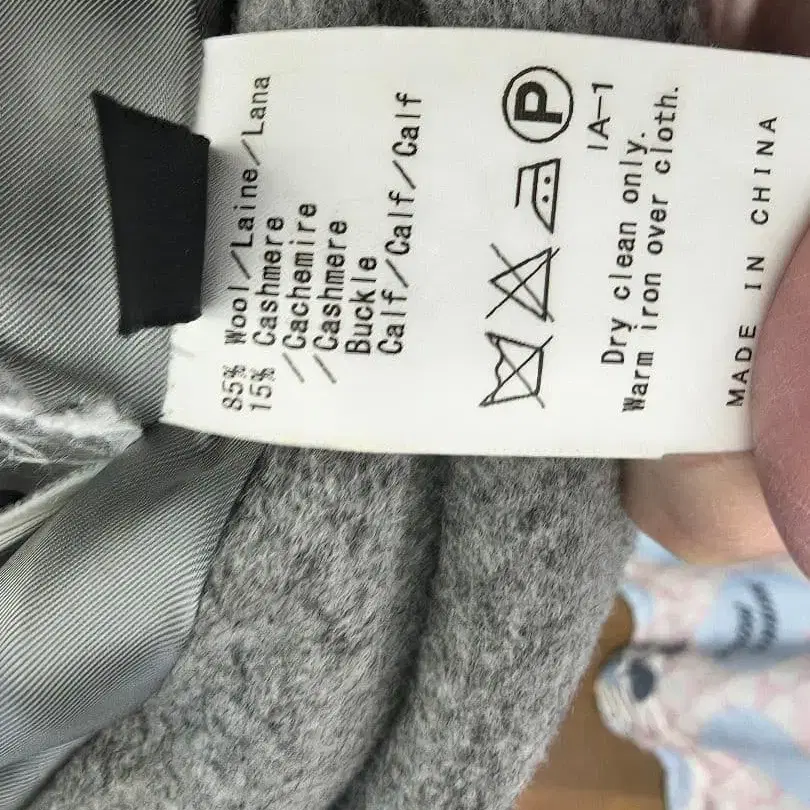 85% Wool/Laine/Lana
15% Cashmere
/Cachemire
/Cashmere
Buckle
Calf/Calf/Calf
P
IA-1
Dry clean only.
Warm iron over cloth.
MADE IN CHINA